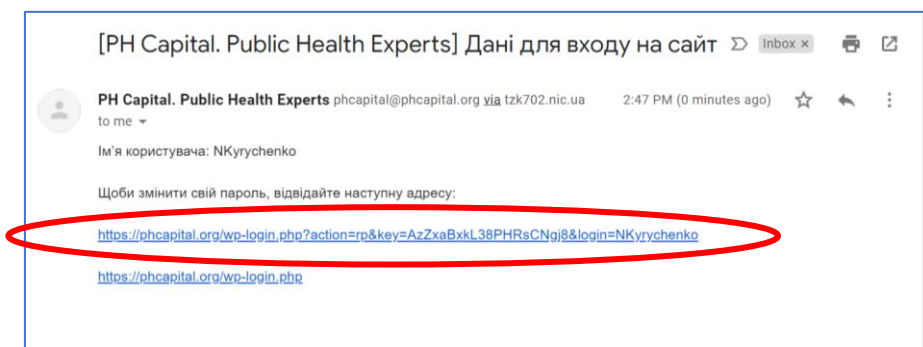 [PH Capital. Public Health Experts] Дані для входу на сайт Inbox ×
PH Capital. Public Health Experts phcapital@phcapital.org via tzk702.nic.ua 2:47 PM (0 minutes ago)
to me
Ім'я користувача: NKyrychenko
Щоби змінити свій пароль, відвідайте наступну адресу:
https://phcapital.org/wp-login.php?action=rp&key=AzZxaBxkL38PHRsCNgj8&login=NKyrychenko
https://phcapital.org/wp-login.php